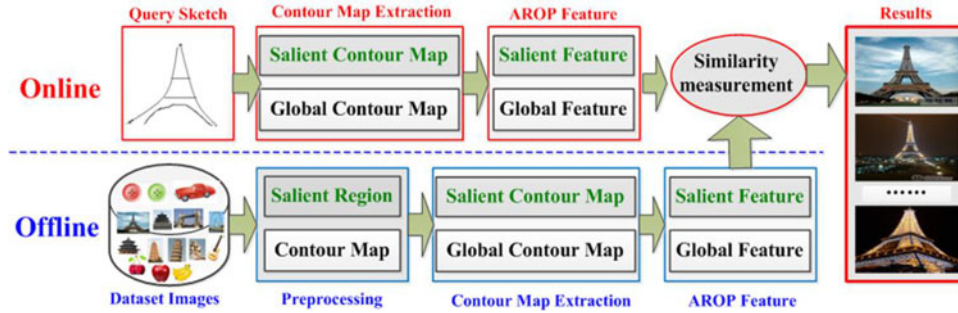 Query Sketch
Contour Map Extraction
AROP Feature
Results
Online
Salient Contour Map
Global Contour Map
Salient Feature
Global Feature
Similarity
measurement
••••••
Offline
Salient Region
Contour Map
Salient Contour Map
Global Contour Map
Salient Feature
Global Feature
Dataset Images
Preprocessing
Contour Map Extraction
AROP Feature